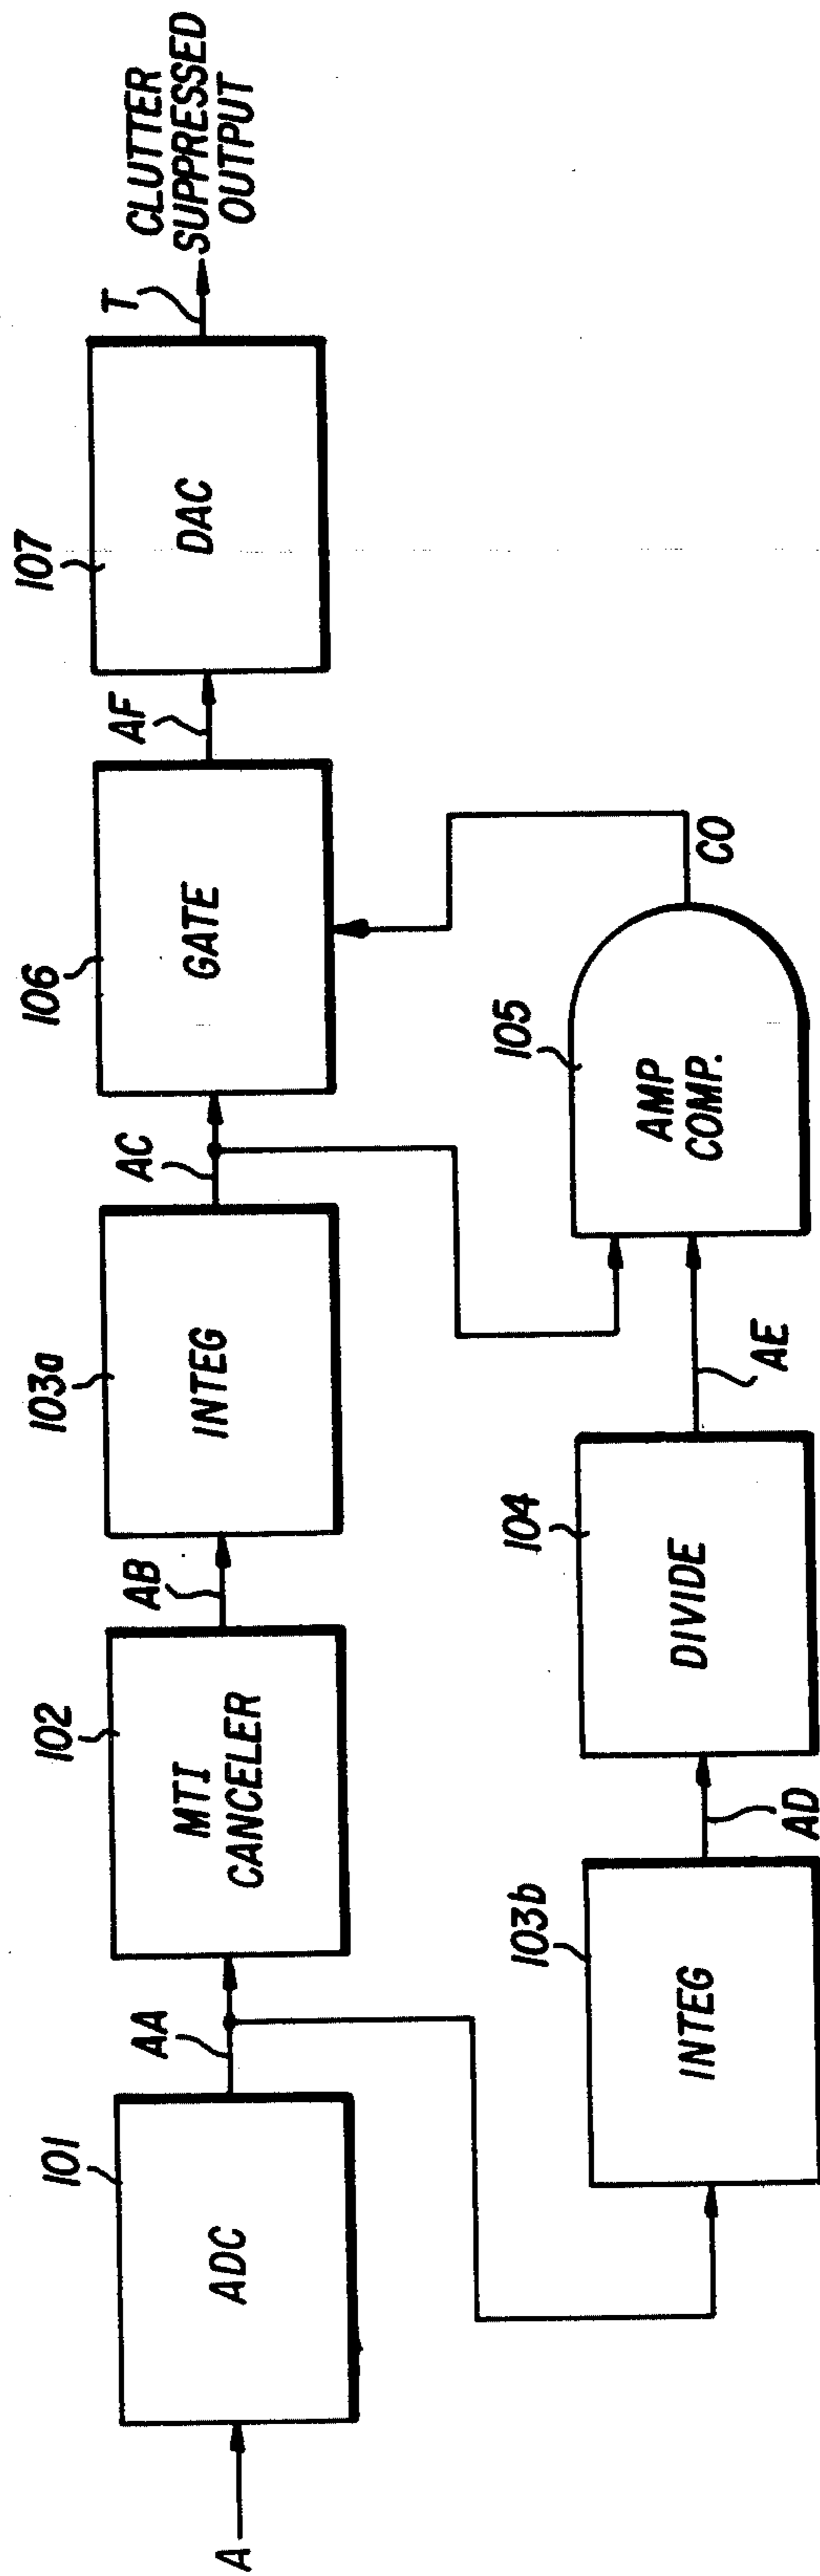 A
101
ADC
AA
102
MTI
CANCELER
AB
103a
INTEG
AC
106
GATE
AF
107
DAC
T
CLUTTER
SUPPRESSED
OUTPUT
103b
INTEG
AD
104
DIVIDE
AE
105
AMP
COMP.
CO